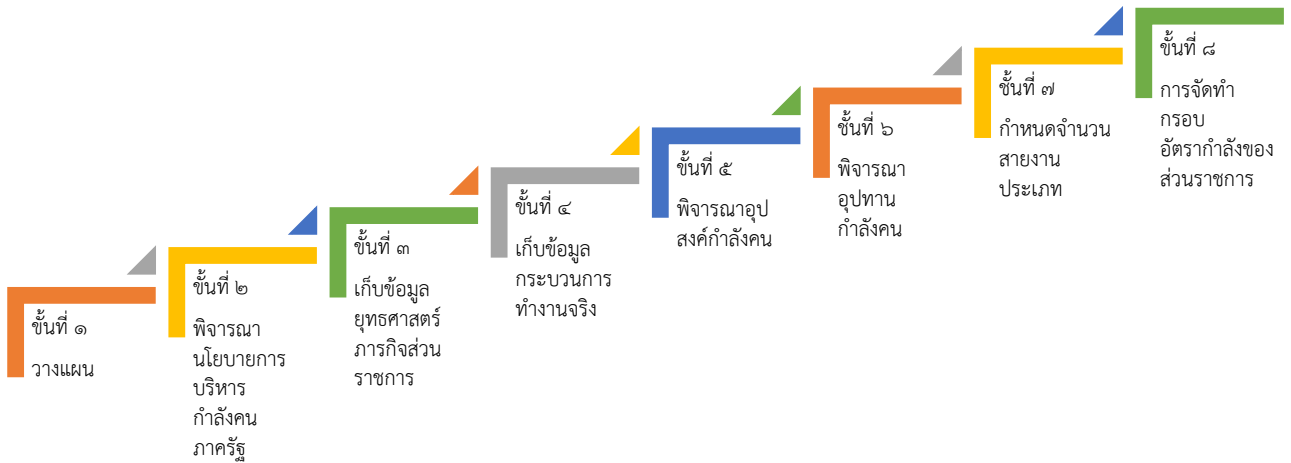 ขั้นที่ ๑
วางแผน
ขั้นที่ ๒
พิจารณา
นโยบายการ
บริหาร
กำลังคน
ภาครัฐ
ขั้นที่ ๓
เก็บข้อมูล
ยุทธศาสตร์
ภารกิจส่วน
ราชการ
ขั้นที่ ๔
เก็บข้อมูล
กระบวนการ
ทำงานจริง
ขั้นที่ ๕
พิจารณาอุป
สงค์กำลังคน
ชั้นที่ ๖
พิจารณา
อุปทาน
กำลังคน
ชั้นที่ ๗
กำหนดจำนวน
สายงาน
ประเภท
ขั้นที่ ๘
การจัดทำ
กรอบ
อัตรากำลังของ
ส่วนราชการ